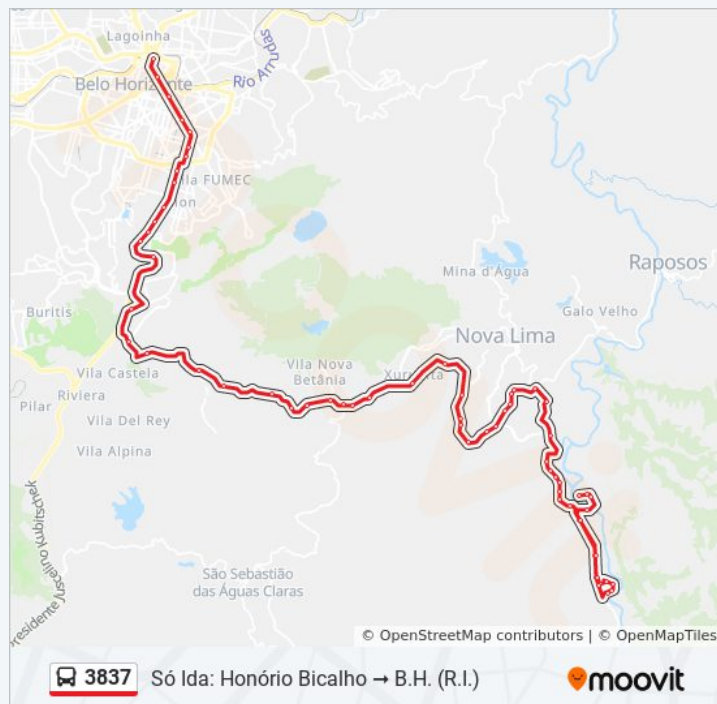 Lagoinha
Belo Horizonte
Rio Arrudas
Vila FUMEC
ion
Mina d'Água
Raposos
Galo Velho
Buritis
Nova Lima
Vila Castela
Vila Nova
Betânia
Riviera
Pilar
Vila Del Rey
Vila Alpina
São Sebastião
das Águas Claras
Presidente Juscelino Kubitschek
© OpenStreetMap contributors | © OpenMapTiles
3837 Só Ida: Honório Bicalho → B.H. (R.I.) moovit